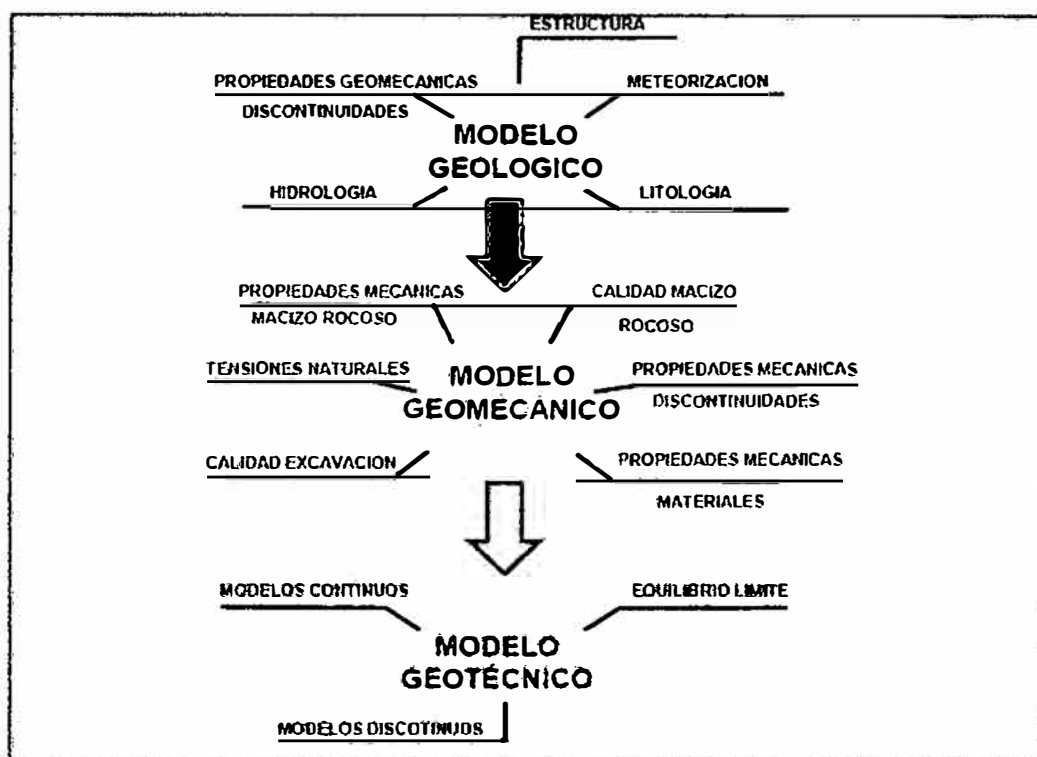 ESTRUCTURA
PROPIEDADES GEOMECANICAS
METEORIZACION
DISCONTINUIDADES
MODELO
GEOLOGICO
HIDROLOGIA
LITOLOGIA
PROPIEDADES MECANICAS
CALIDAD MACIZO
MACIZO ROCOSO
ROCOSO
TENSIONES NATURALES
PROPIEDADES MECANICAS
MODELO
GEOMECÁNICO
DISCONTINUIDADES
CALIDAD EXCAVACION
PROPIEDADES MECANICAS
MATERIALES
MODELOS CONTINUOS
EQUILIBRIO LIMITE
MODELO
GEOTÉCNICO
MODELOS DISCOTINUOS